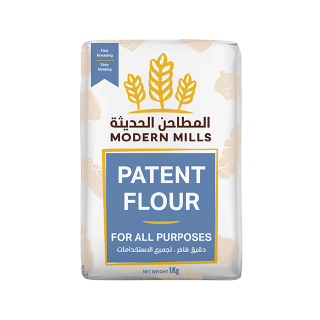 Fast
Kneading
Easy
Molding
المطاحن الحديثة
MODERN MILLS
PATENT
FLOUR
FOR ALL PURPOSES
دقيق فاخر . لجميع الاستخدامات
NET WEIGHT 1Kg